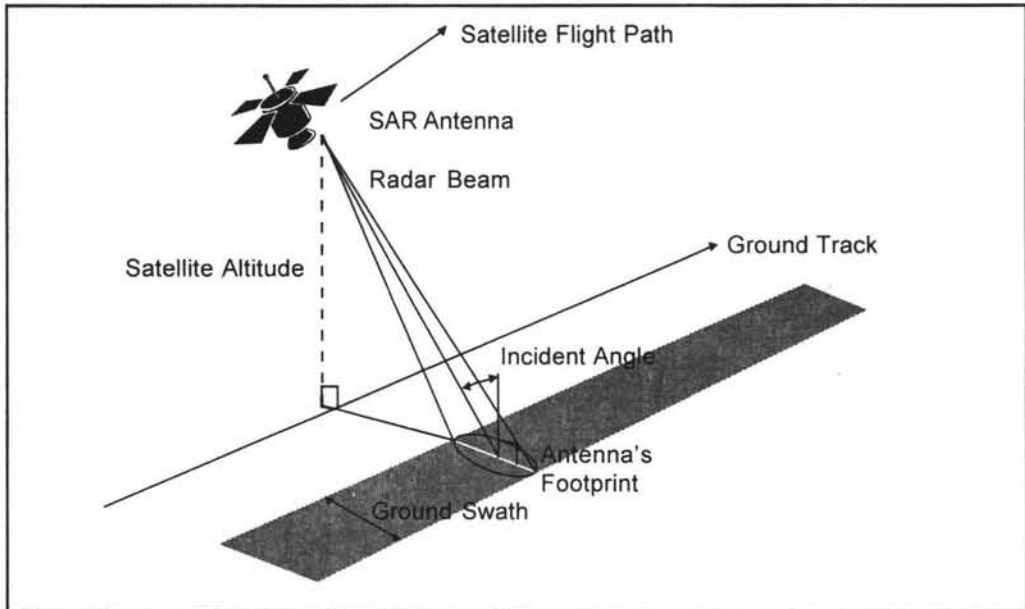 Satellite Flight Path
SAR Antenna
Radar Beam
Ground Track
Satellite Altitude
Incident Angle
Antenna's
Footprint
Ground Swath